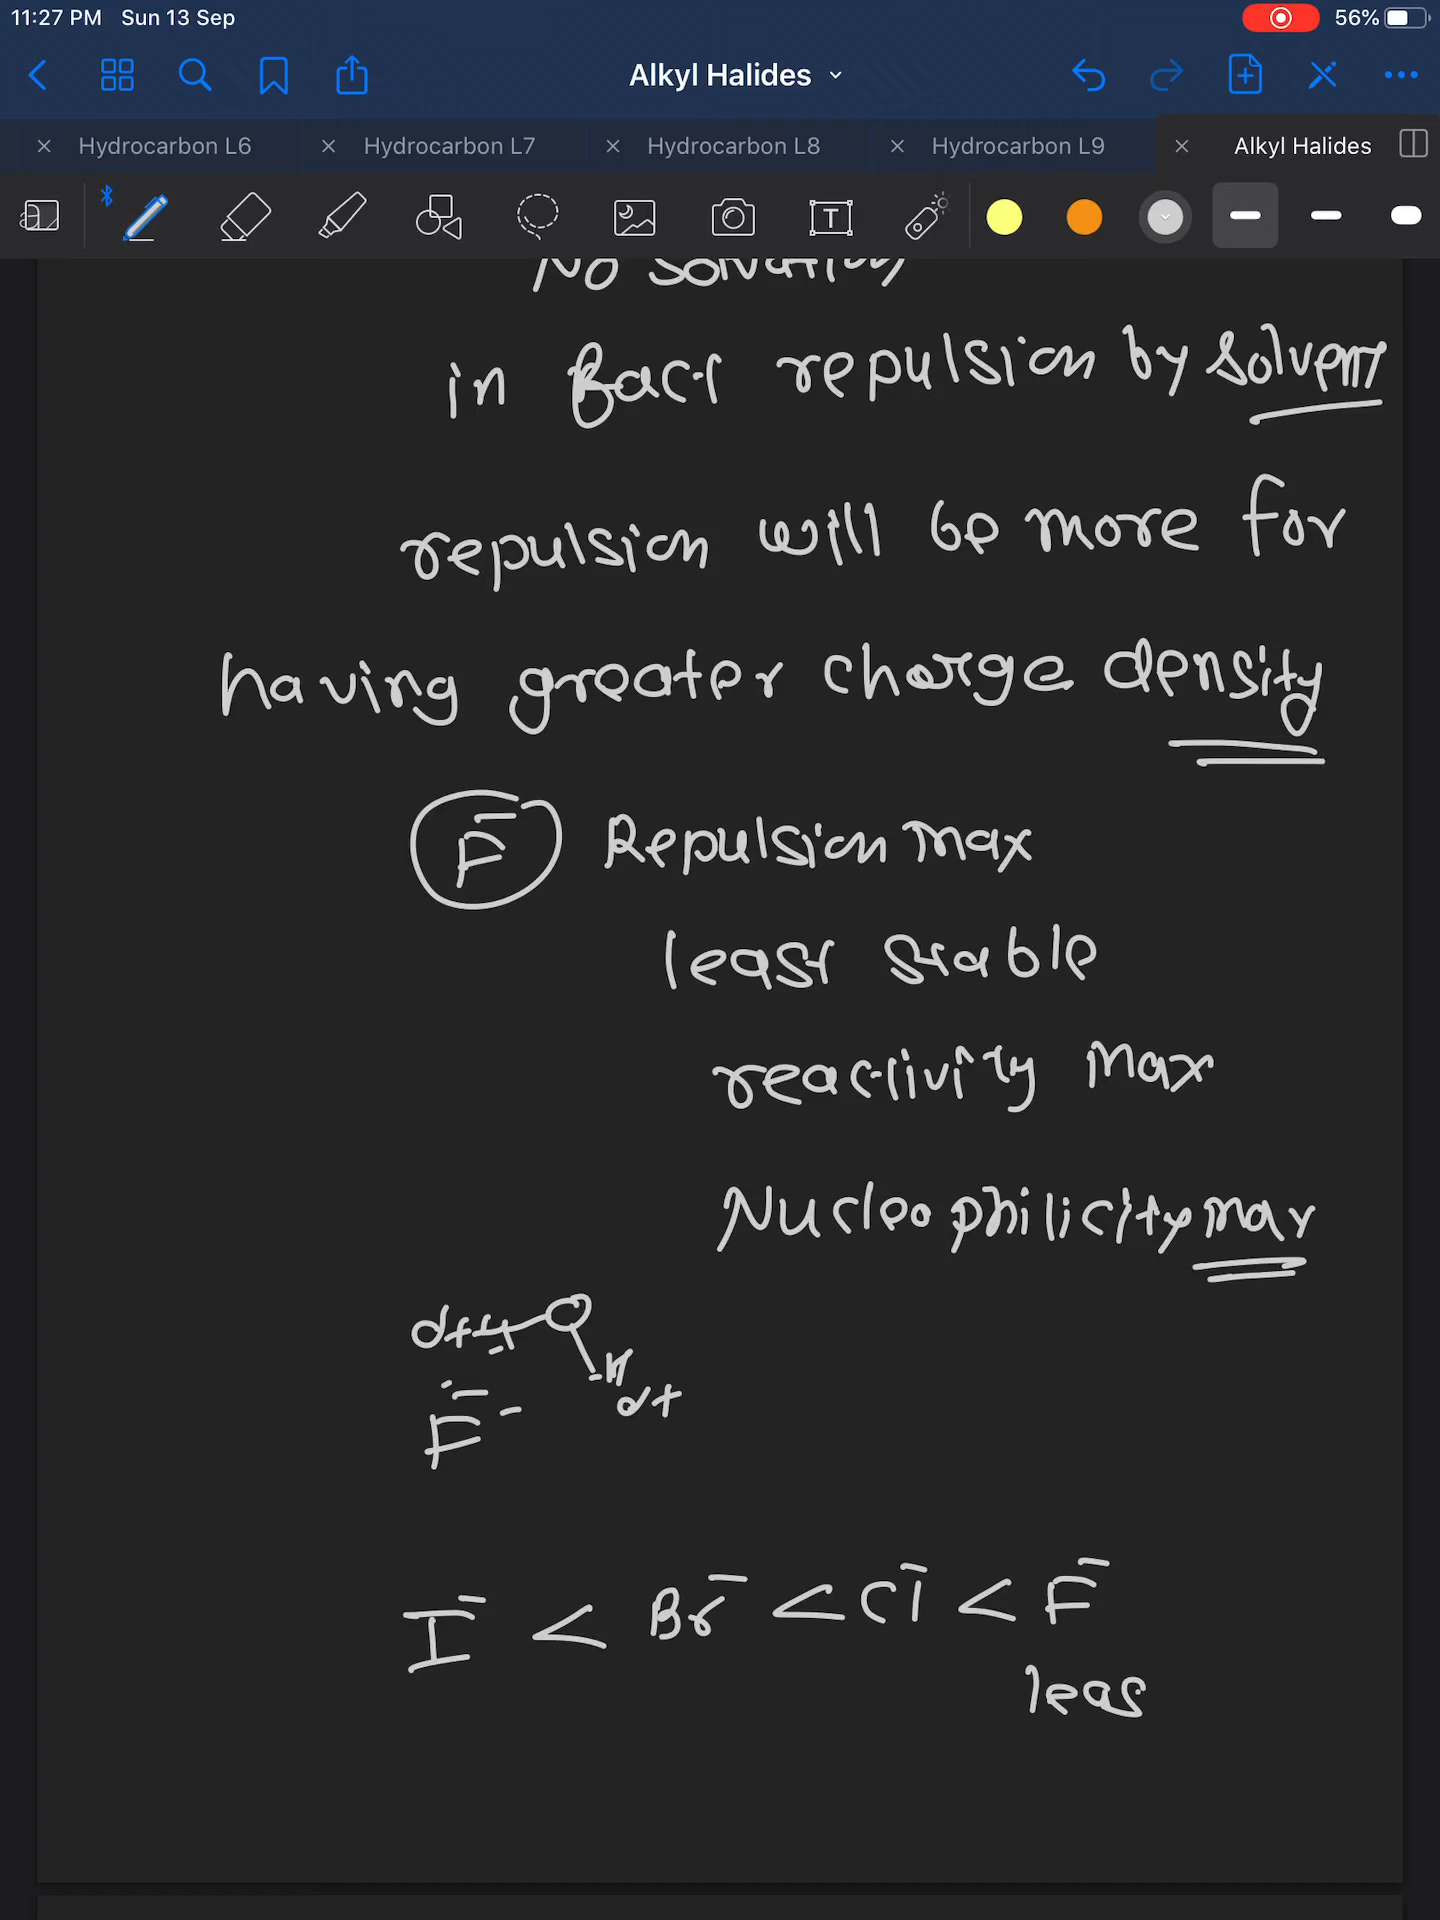 11:27 PM Sun 13 Sep 56%
Alkyl Halides
Hydrocarbon L6 Hydrocarbon L7 Hydrocarbon L8 Hydrocarbon L9 Alkyl Halides
a T
No solvation
in fact repulsion by solvent
repulsion will be more for
having greater charge density
F⁻ Repulsion max
least stable
reactivity max
Nucleophilicity max
d+H-O
H
d+
F⁻
I⁻ < Br⁻ < Cl⁻ < F⁻
leas